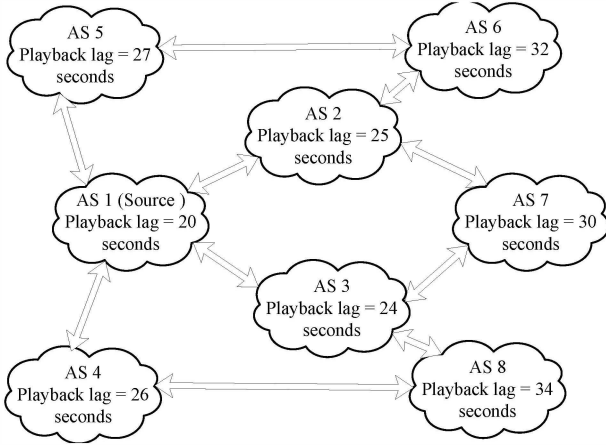 AS 5
Playback lag = 27
seconds
AS 6
Playback lag = 32
seconds
AS 2
Playback lag =
25
seconds
AS 1 (Source )
Playback lag = 20
seconds
AS 7
Playback lag = 30
seconds
AS 3
Playback lag = 24
seconds
AS 4
Playback lag =
26
seconds
AS 8
Playback lag = 34
seconds